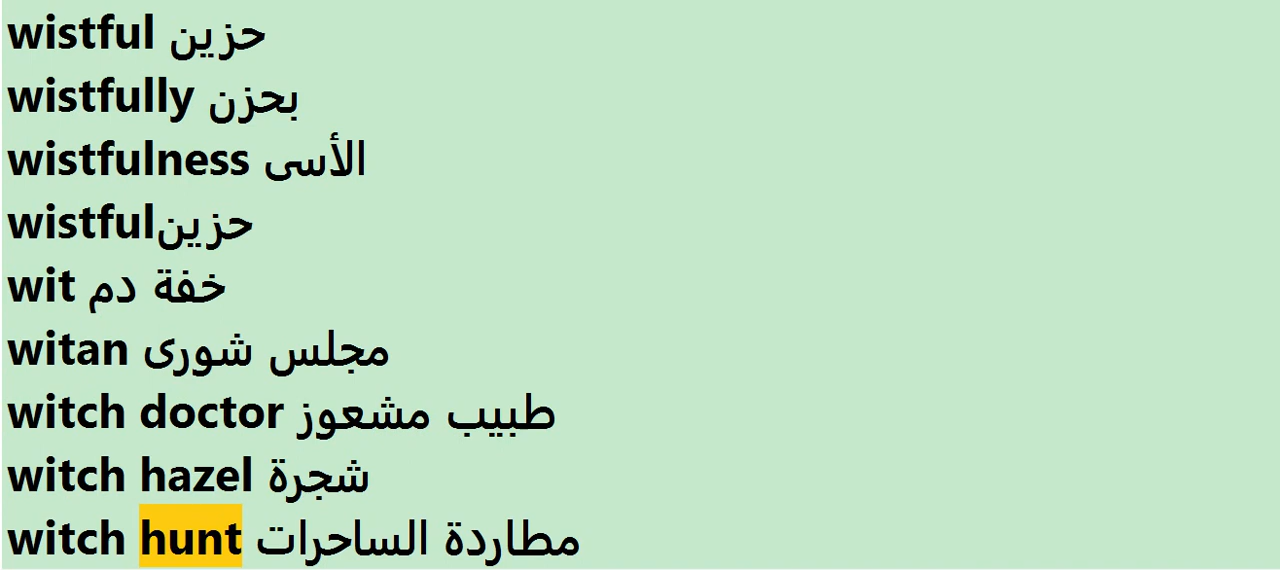 wistful حزين
wistfully بحزن
wistfulness الأسى
wistfulحزين
wit خفة دم
witan مجلس شورى
witch doctor طبيب مشعوز
witch hazel شجرة
witch hunt مطاردة الساحرات